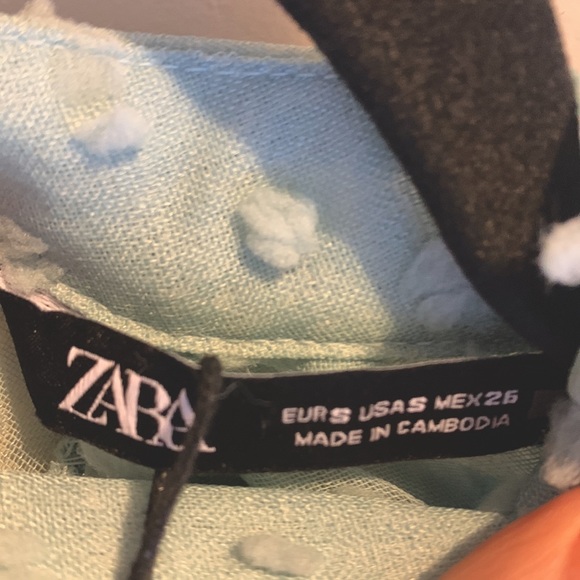 ZARA
EUR S USA S MEX 26
MADE IN CAMBODIA